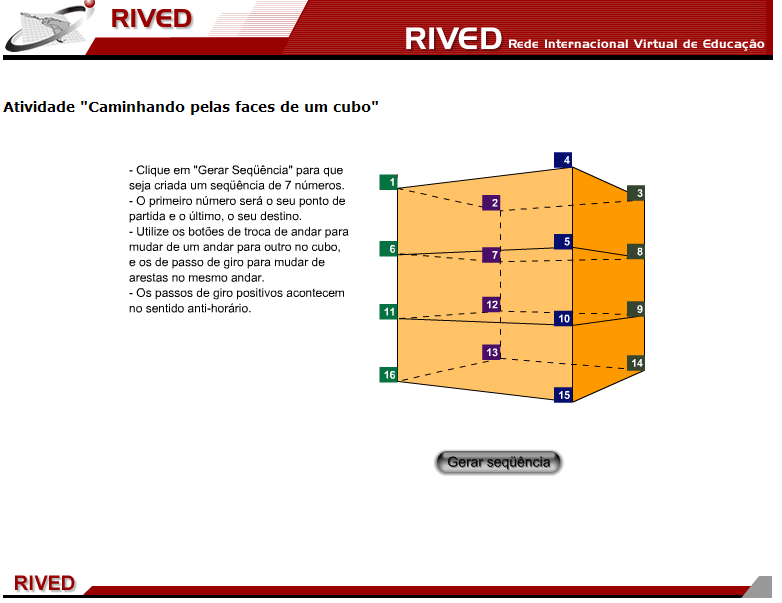 RIVED
RIVED Rede Internacional Virtual de Educação
Atividade "Caminhando pelas faces de um cubo"
- Clique em "Gerar Seqüência" para que
seja criada um seqüência de 7 números.
- O primeiro número será o seu ponto de
partida e o último, o seu destino.
- Utilize os botões de troca de andar para
mudar de um andar para outro no cubo,
e os de passo de giro para mudar de
arestas no mesmo andar.
- Os passos de giro positivos acontecem
no sentido anti-horário.
4
1
3
2
5
6
7
8
12
11
9
10
13
14
16
15
Gerar seqüência
RIVED